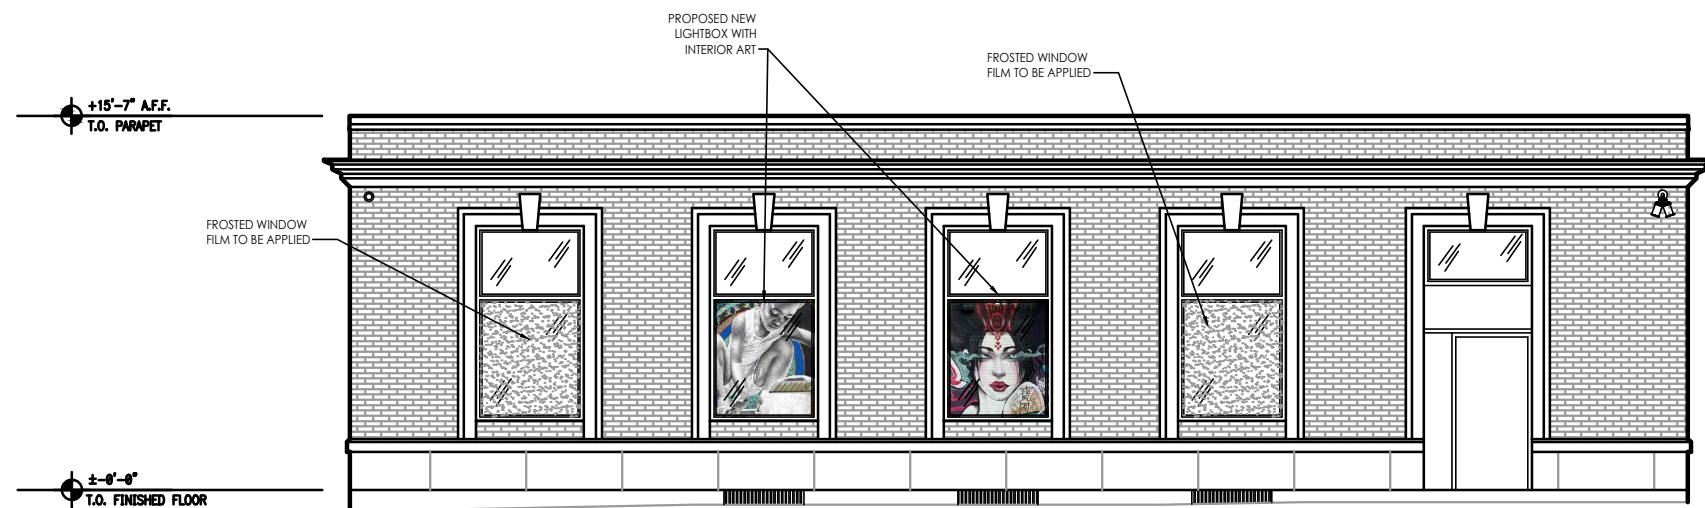 PROPOSED NEW
LIGHTBOX WITH
INTERIOR ART
FROSTED WINDOW
FILM TO BE APPLIED
+15'-7" A.F.F.
T.O. PARAPET
FROSTED WINDOW
FILM TO BE APPLIED
±-0'-0"
T.O. FINISHED FLOOR